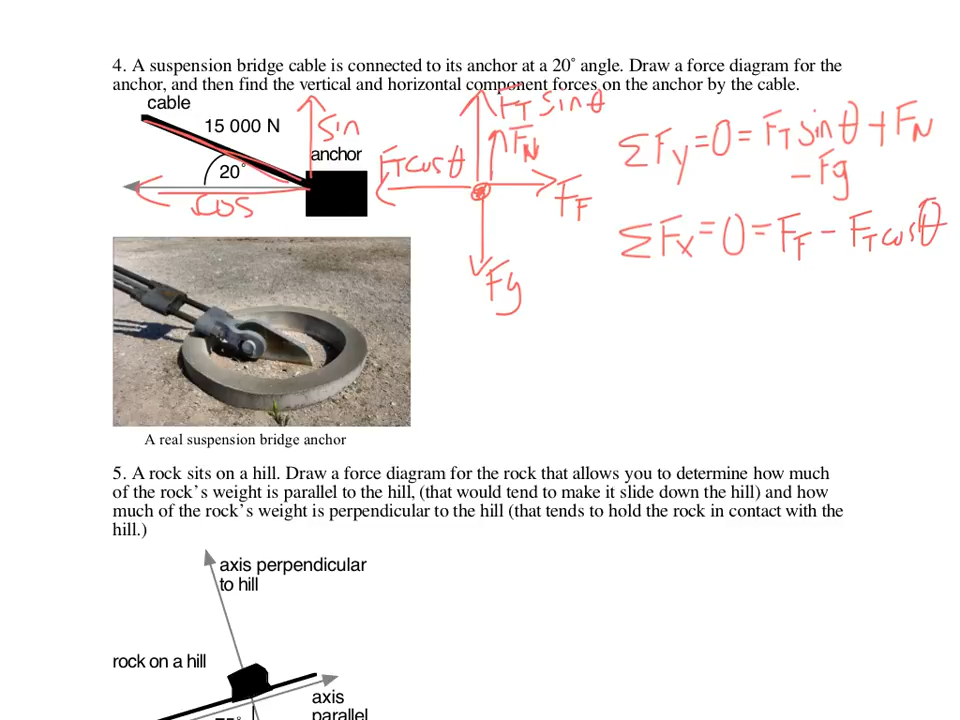 4. A suspension bridge cable is connected to its anchor at a 20° angle. Draw a force diagram for the
anchor, and then find the vertical and horizontal component forces on the anchor by the cable.
cable
15 000 N
20°
anchor
sin
cos
FT sin θ
FN
FT cos θ
FF
Fg
ΣFy = 0 = FT sin θ + FN
- Fg
ΣFx = 0 = FF - FT cos θ
A real suspension bridge anchor
5. A rock sits on a hill. Draw a force diagram for the rock that allows you to determine how much
of the rock's weight is parallel to the hill, (that would tend to make it slide down the hill) and how
much of the rock's weight is perpendicular to the hill (that tends to hold the rock in contact with the
hill.)
axis perpendicular
to hill
rock on a hill
axis
parallel